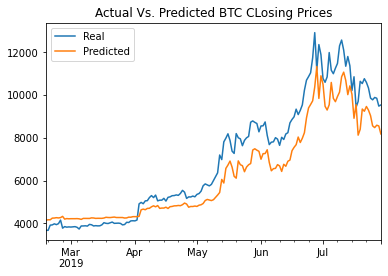 Actual Vs. Predicted BTC CLosing Prices
Real
Predicted
12000
10000
8000
6000
4000
Mar
2019
Apr
May
Jun
Jul